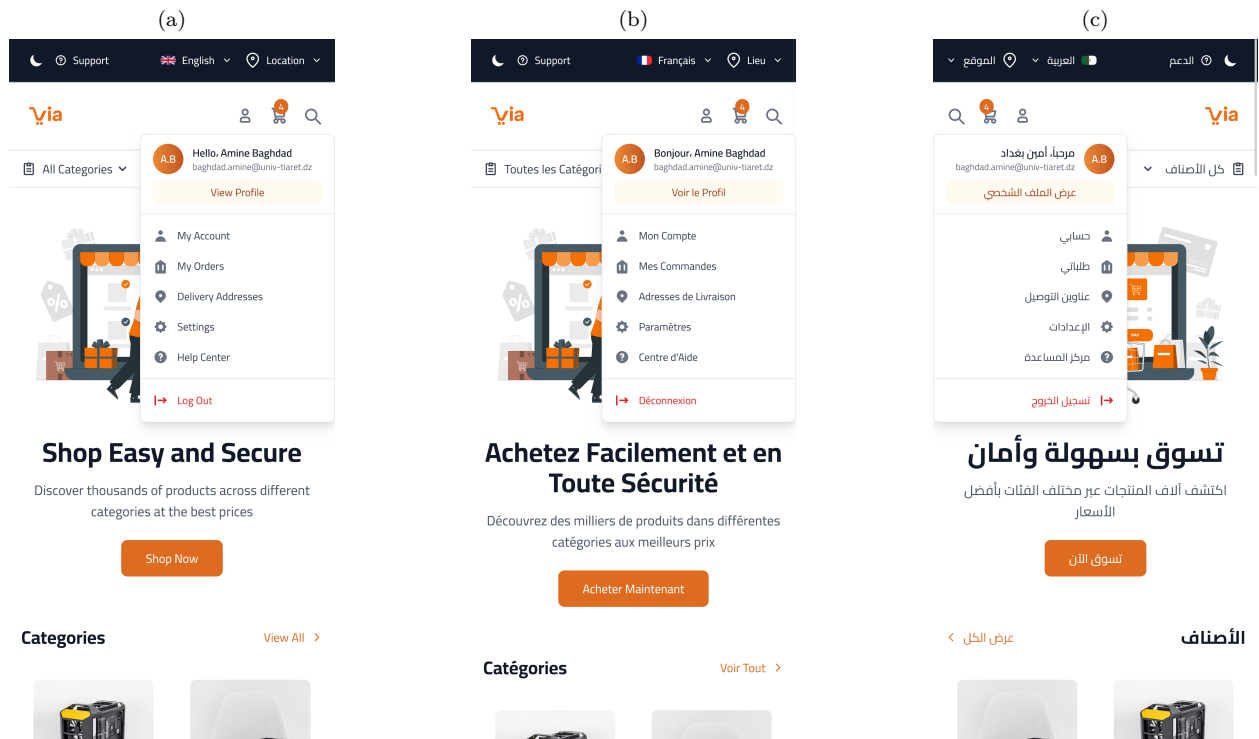 (a)
Support
English
Location
Via
4
A.B
Hello, Amine Baghdad
baghdad.amine@univ-tiaret.dz
View Profile
All Categories
My Account
My Orders
Delivery Addresses
Settings
Help Center
Log Out
%
Shop Easy and Secure
Discover thousands of products across different
categories at the best prices
Shop Now
Categories
View All
(b)
Support
Français
Lieu
Via
4
A.B
Bonjour, Amine Baghdad
baghdad.amine@univ-tiaret.dz
Voir le Profil
Toutes les Catégori
Mon Compte
Mes Commandes
Adresses de Livraison
Paramètres
Centre d'Aide
Déconnexion
%
Achetez Facilement et en
Toute Sécurité
Découvrez des milliers de produits dans différentes
catégories aux meilleurs prix
Acheter Maintenant
Catégories
Voir Tout
(c)
الدعم
العربية
الموقع
Via
4
A.B
مرحباً، أمين بغداد
baghdad.amine@univ-tiaret.dz
عرض الملف الشخصي
كل الأصناف
حسابي
طلباتي
عناوين التوصيل
الإعدادات
مركز المساعدة
تسجيل الخروج
تسوق بسهولة وأمان
اكتشف آلاف المنتجات عبر مختلف الفئات بأفضل
الأسعار
تسوق الآن
الأصناف
عرض الكل